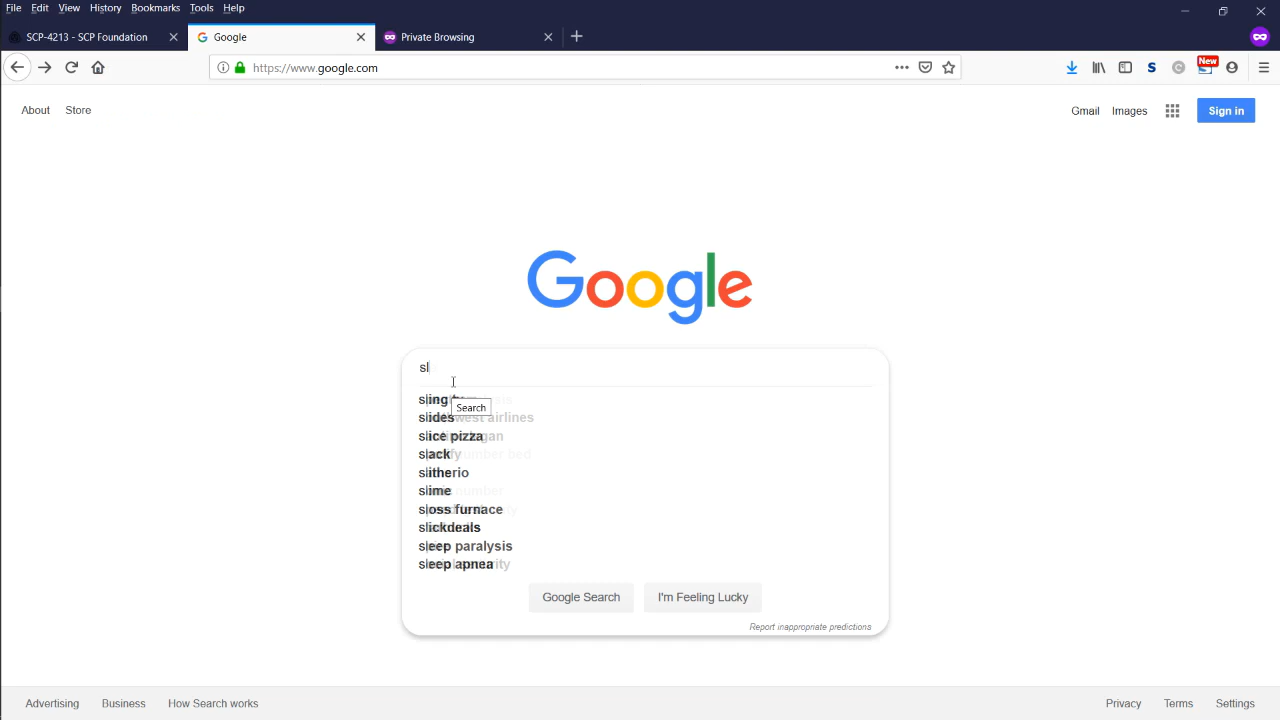 File Edit View History Bookmarks Tools Help
SCP-4213 - SCP Foundation
Google
Private Browsing
https://www.google.com
New
About Store
Gmail Images
Sign in
Google
sl
Search
slides
slice pizza
slack
slitherio
slime
sloss furnace
slickdeals
sleep paralysis
sleep apnea
Google Search
I'm Feeling Lucky
Report inappropriate predictions
Advertising Business How Search works
Privacy Terms Settings